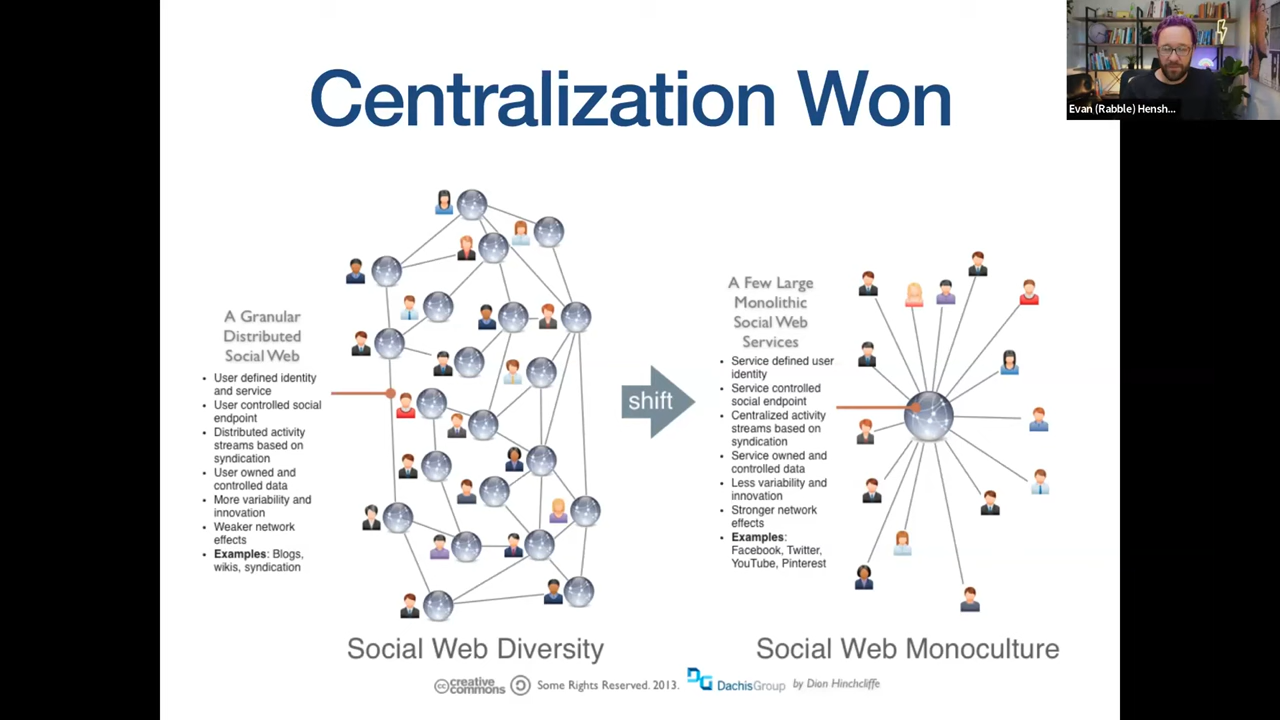 Centralization Won
Evan (Rabble) Hensh...
A Granular
Distributed
Social Web
• User defined identity
and service
• User controlled social
endpoint
• Distributed activity
streams based on
syndication
• User owned and
controlled data
• More variability and
innovation
• Weaker network
effects
• Examples: Blogs,
wikis, syndication
shift
A Few Large
Monolithic
Social Web
Services
• Service defined user
identity
• Service controlled
social endpoint
• Centralized activity
streams based on
syndication
• Service owned and
controlled data
• Less variability and
innovation
• Stronger network
effects
• Examples:
Facebook, Twitter,
YouTube, Pinterest
Social Web Diversity
Social Web Monoculture
cc creative
commons
Some Rights Reserved. 2013.
DG DachisGroup
by Dion Hinchcliffe